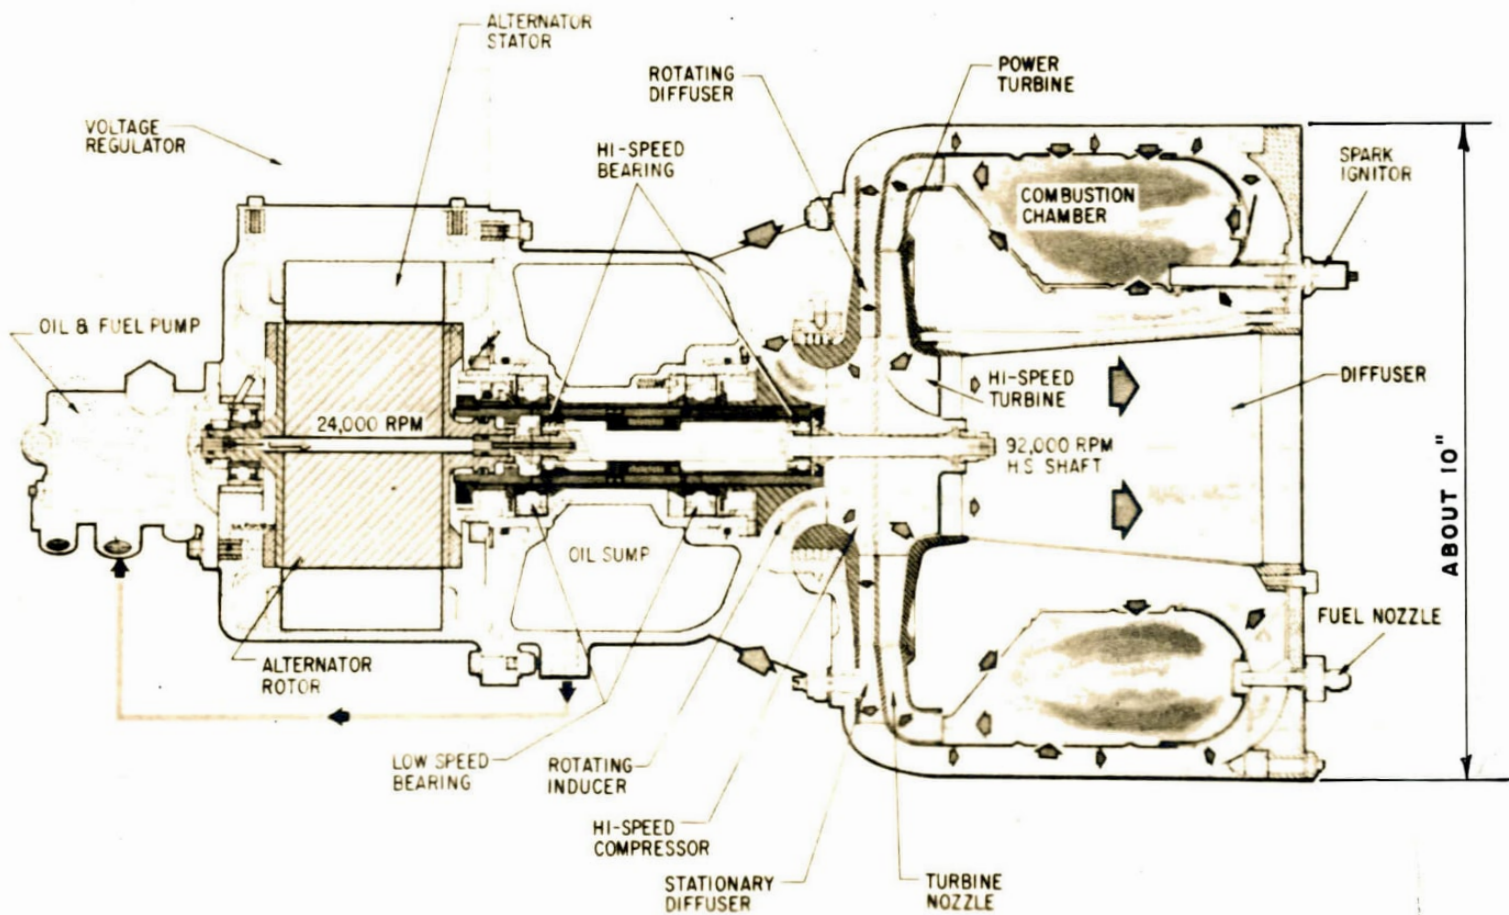 ALTERNATOR
STATOR
VOLTAGE
REGULATOR
HI-SPEED
BEARING
ROTATING
DIFFUSER
POWER
TURBINE
SPARK
IGNITOR
COMBUSTION
CHAMBER
OIL & FUEL PUMP
24,000 RPM
HI-SPEED
TURBINE
DIFFUSER
92,000 RPM
H.S. SHAFT
ABOUT 10"
OIL SUMP
FUEL NOZZLE
ALTERNATOR
ROTOR
LOW SPEED
BEARING
ROTATING
INDUCER
HI-SPEED
COMPRESSOR
STATIONARY
DIFFUSER
TURBINE
NOZZLE